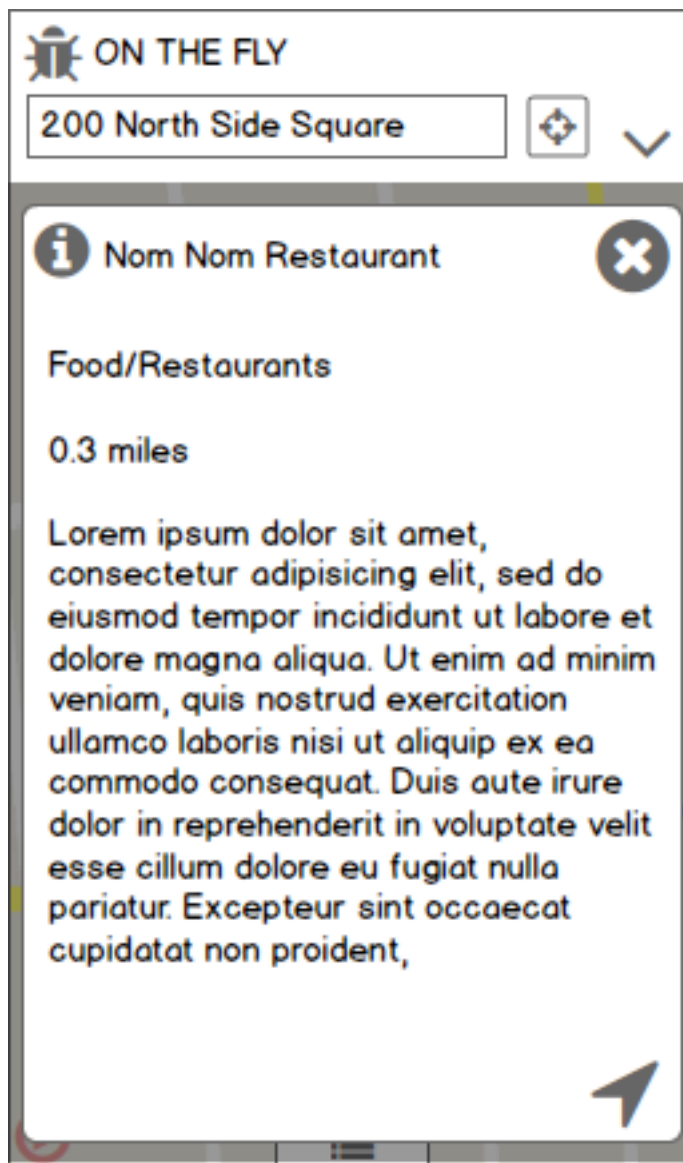 ON THE FLY
200 North Side Square
Nom Nom Restaurant
Food/Restaurants
0.3 miles
Lorem ipsum dolor sit amet,
consectetur adipisicing elit, sed do
eiusmod tempor incididunt ut labore et
dolore magna aliqua. Ut enim ad minim
veniam, quis nostrud exercitation
ullamco laboris nisi ut aliquip ex ea
commodo consequat. Duis aute irure
dolor in reprehenderit in voluptate velit
esse cillum dolore eu fugiat nulla
pariatur. Excepteur sint occaecat
cupidatat non proident,